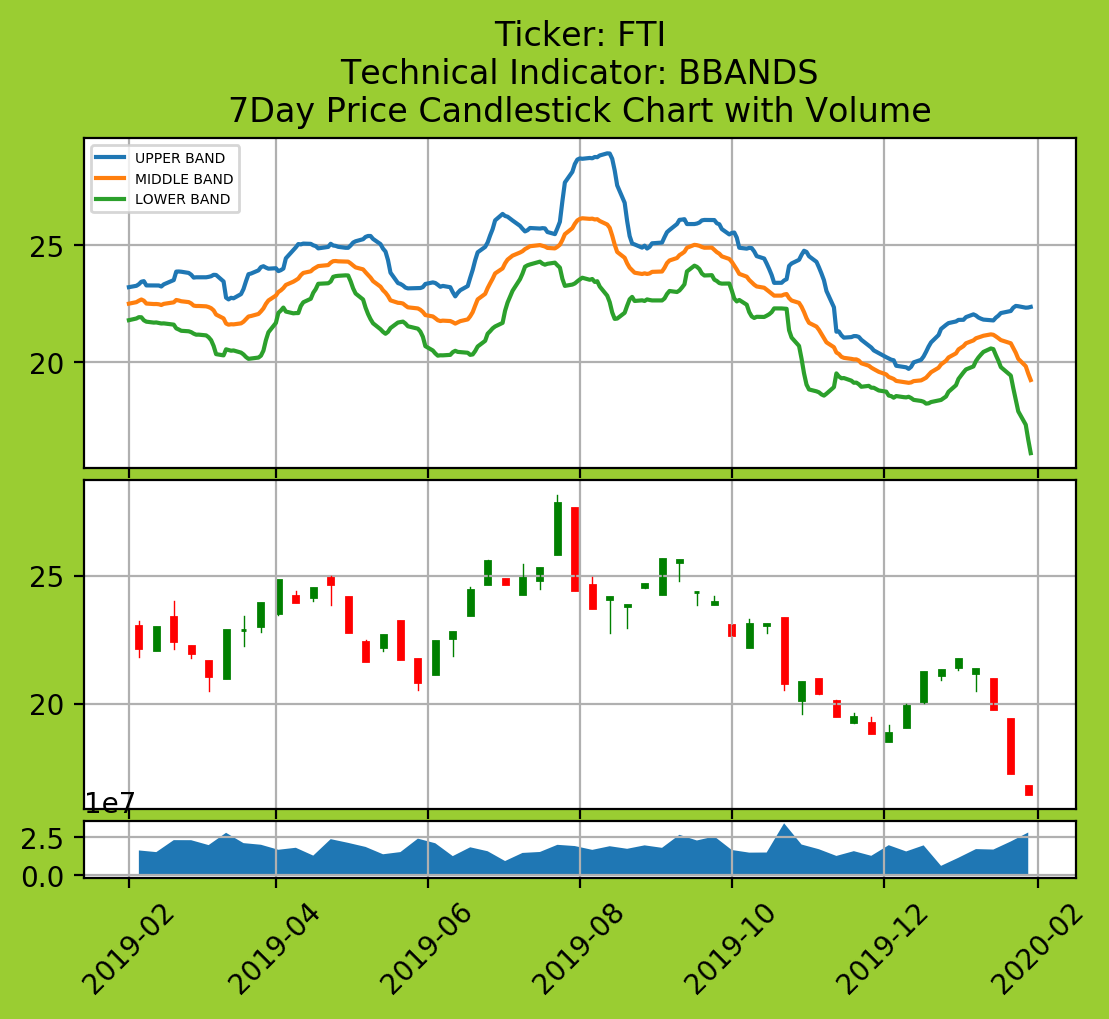 Ticker: FTI
Technical Indicator: BBANDS
7Day Price Candlestick Chart with Volume
UPPER BAND
MIDDLE BAND
LOWER BAND
25
20
25
20
1e7
2.5
0.0
2019-02
2019-04
2019-06
2019-08
2019-10
2019-12
2020-02